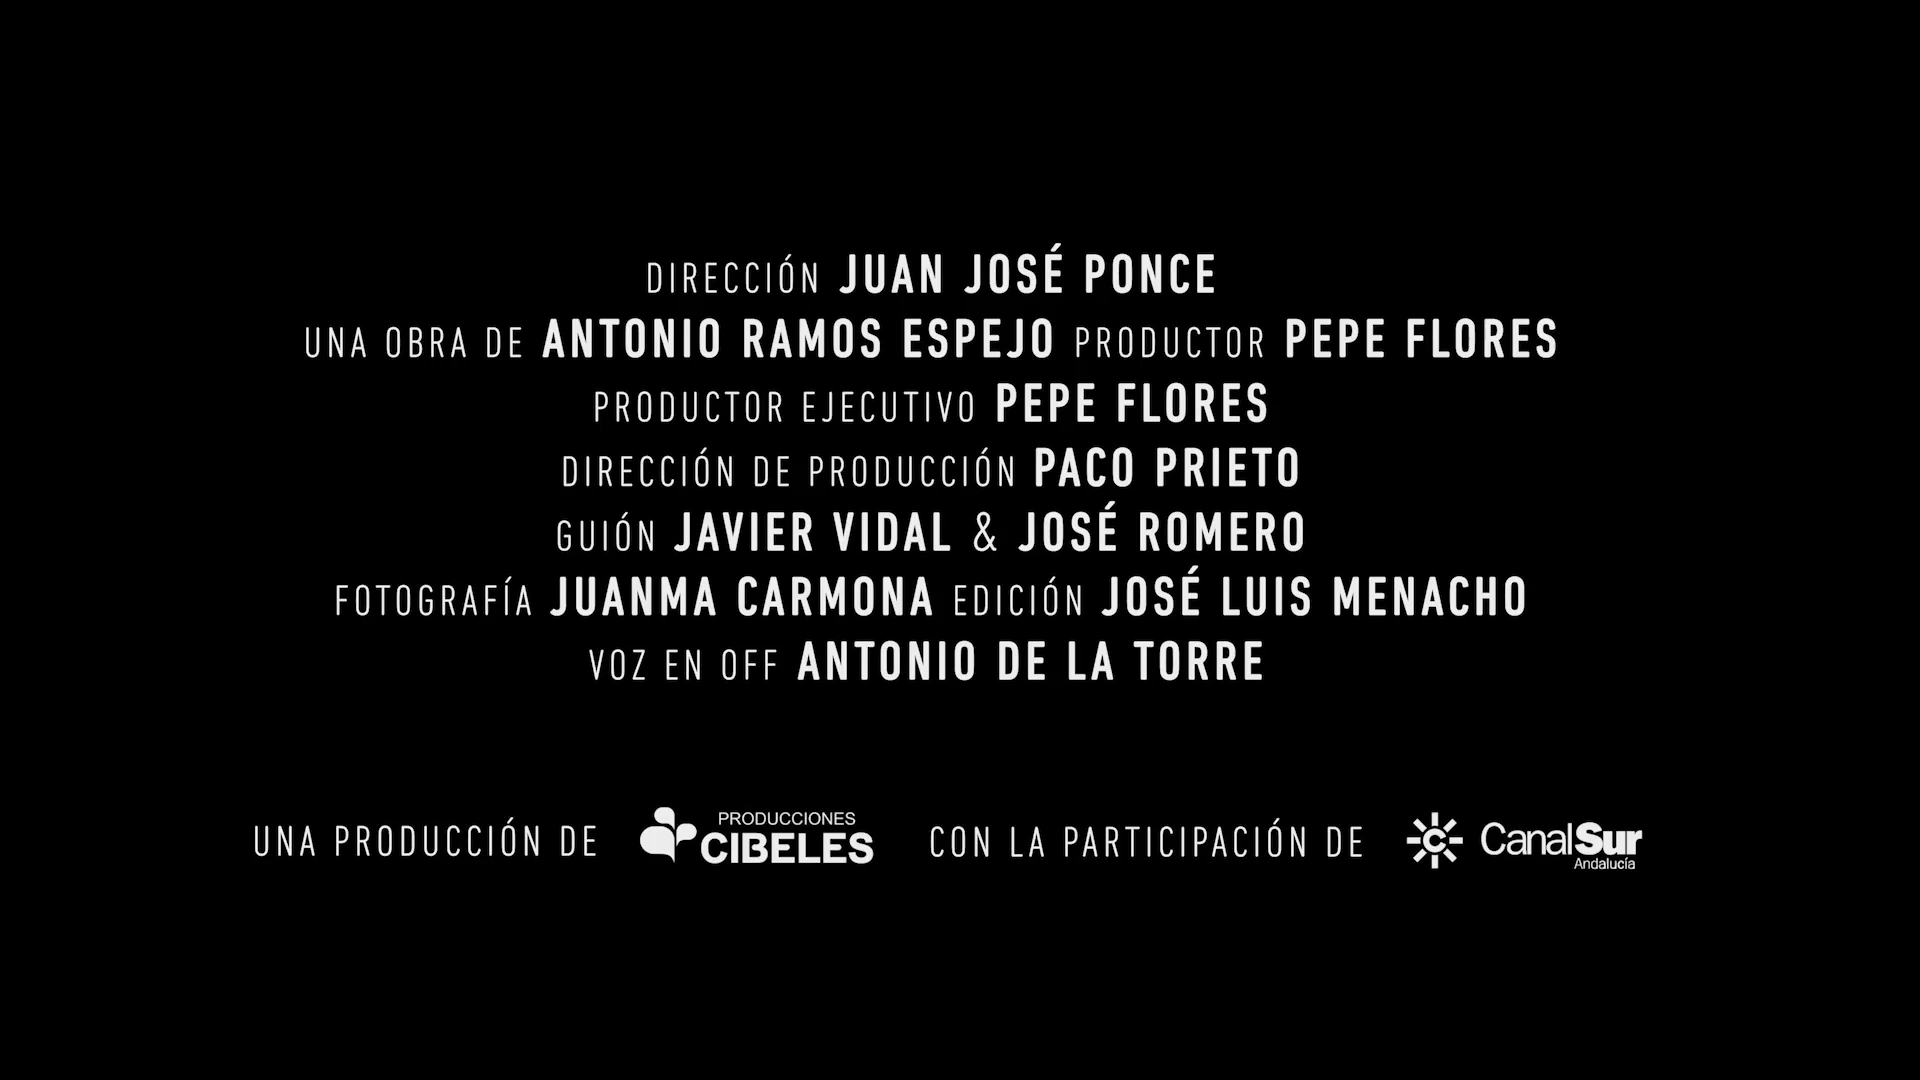 DIRECCIÓN JUAN JOSÉ PONCE
UNA OBRA DE ANTONIO RAMOS ESPEJO PRODUCTOR PEPE FLORES
PRODUCTOR EJECUTIVO PEPE FLORES
DIRECCIÓN DE PRODUCCIÓN PACO PRIETO
GUIÓN JAVIER VIDAL & JOSÉ ROMERO
FOTOGRAFÍA JUANMA CARMONA EDICIÓN JOSÉ LUIS MENACHO
VOZ EN OFF ANTONIO DE LA TORRE
UNA PRODUCCIÓN DE
PRODUCCIONES
CIBELES
CON LA PARTICIPACIÓN DE
C
CanalSur
Andalucía